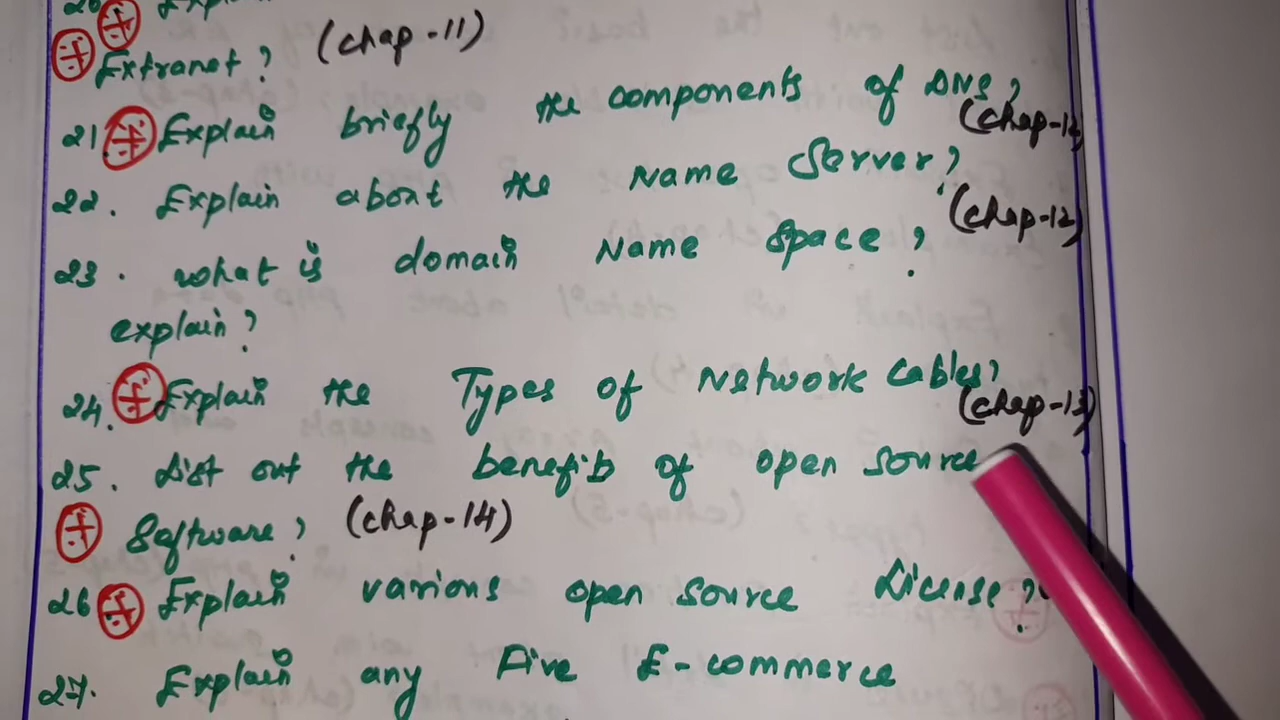 20 Explain
Extranet? (chap-11)
21. Explain briefly the components of DNS?
(chap-12
22. Explain about the Name Server?
(chap-12)
23. what is domain Name Space?
explain?
24. Explain the Types of Network Cables?
(chap-13)
25. List out the benefits of open source
Software? (chap-14)
26 Explain various open source License?
27. Explain any Five E-commerce